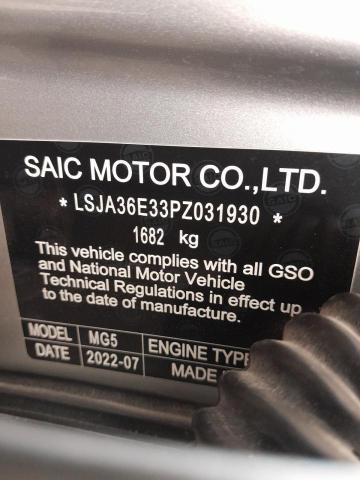 SAIC MOTOR CO.,LTD.
* LSJA36E33PZ031930 *
1682 kg
This vehicle complies with all GSO
and National Motor Vehicle
Technical Regulations in effect up
to the date of manufacture.
MODEL MG5 ENGINE TYPE
DATE 2022-07 MADE